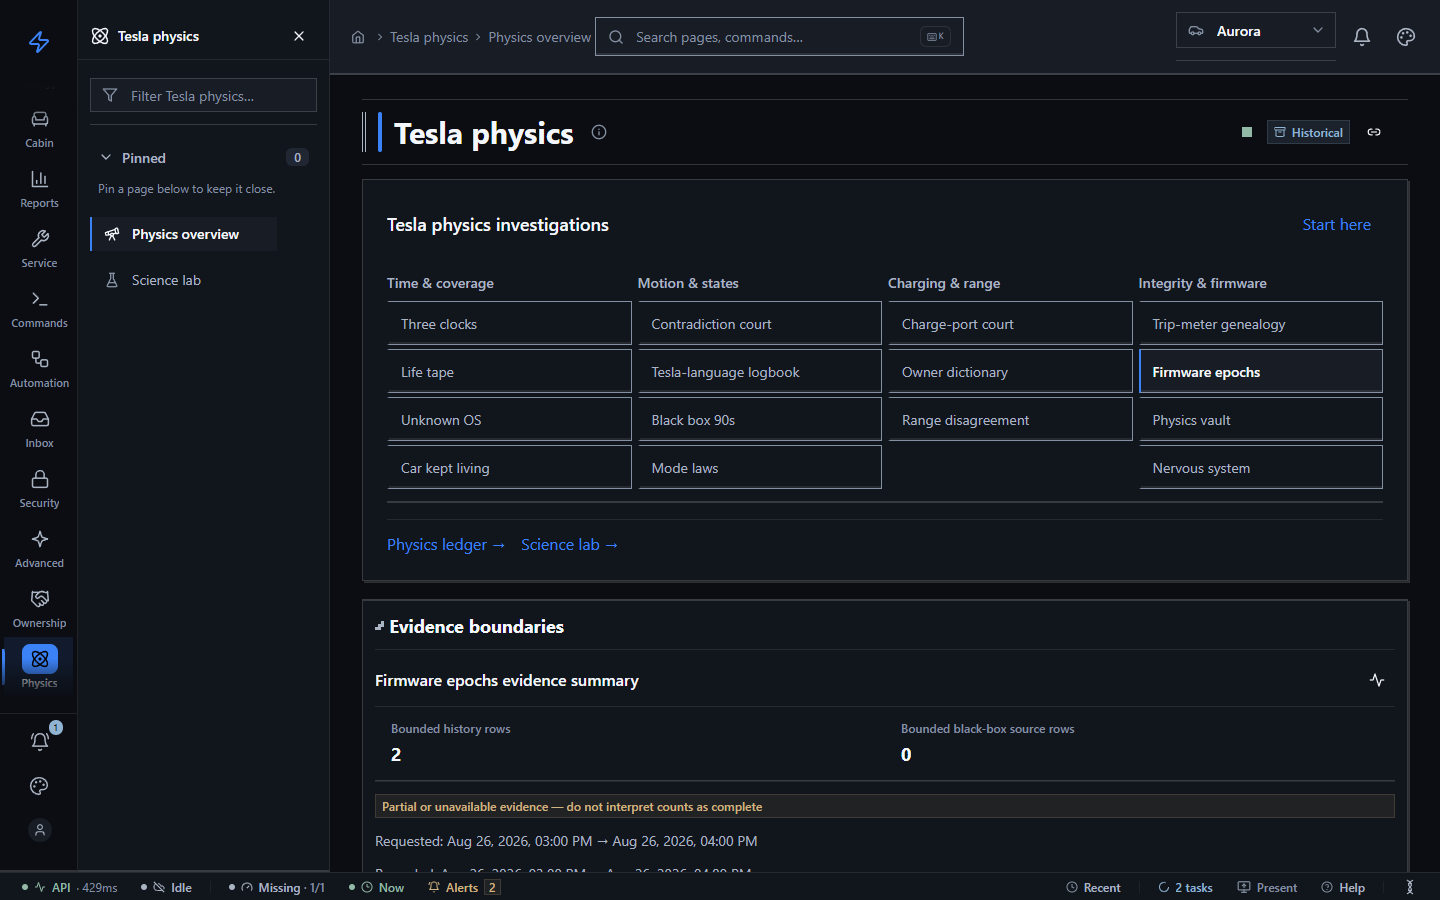 Tesla physics
Filter Tesla physics...
Pinned
0
Pin a page below to keep it close.
Physics overview
Science lab
Cabin
Reports
Service
Commands
Automation
Inbox
Security
Advanced
Ownership
Physics
1
Tesla physics
Physics overview
Search pages, commands...
K
Aurora
Tesla physics
Historical
Tesla physics investigations
Start here
Time & coverage
Motion & states
Charging & range
Integrity & firmware
Three clocks
Contradiction court
Charge-port court
Trip-meter genealogy
Life tape
Tesla-language logbook
Owner dictionary
Firmware epochs
Unknown OS
Black box 90s
Range disagreement
Physics vault
Car kept living
Mode laws
Nervous system
Physics ledger →
Science lab →
Evidence boundaries
Firmware epochs evidence summary
Bounded history rows
2
Bounded black-box source rows
0
Partial or unavailable evidence — do not interpret counts as complete
Requested: Aug 26, 2026, 03:00 PM → Aug 26, 2026, 04:00 PM
API · 429ms
Idle
Missing · 1/1
Now
Alerts 2
Recent
2 tasks
Present
Help